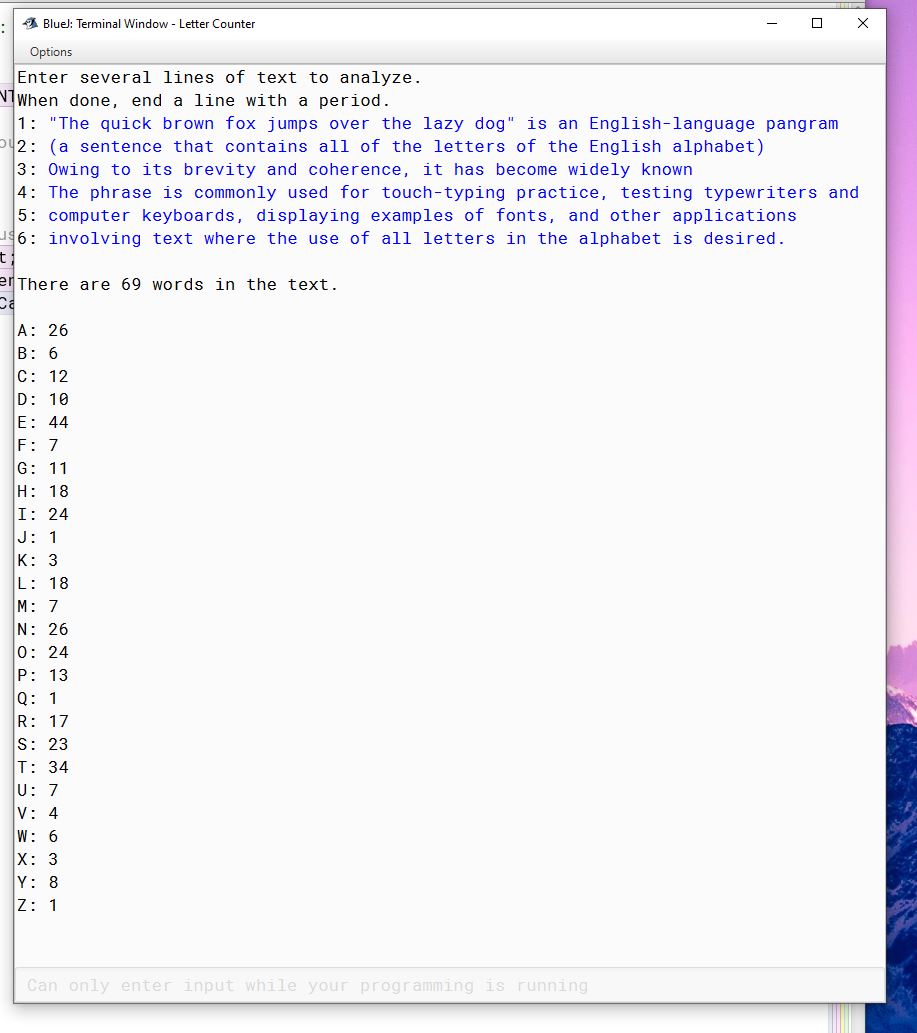 BlueJ: Terminal Window - Letter Counter
Options
Enter several lines of text to analyze.
When done, end a line with a period.
1: "The quick brown fox jumps over the lazy dog" is an English-language pangram
2: (a sentence that contains all of the letters of the English alphabet)
3: Owing to its brevity and coherence, it has become widely known
4: The phrase is commonly used for touch-typing practice, testing typewriters and
5: computer keyboards, displaying examples of fonts, and other applications
6: involving text where the use of all letters in the alphabet is desired.
There are 69 words in the text.
A: 26
B: 6
C: 12
D: 10
E: 44
F: 7
G: 11
H: 18
I: 24
J: 1
K: 3
L: 18
M: 7
N: 26
O: 24
P: 13
Q: 1
R: 17
S: 23
T: 34
U: 7
V: 4
W: 6
X: 3
Y: 8
Z: 1
Can only enter input while your programming is running